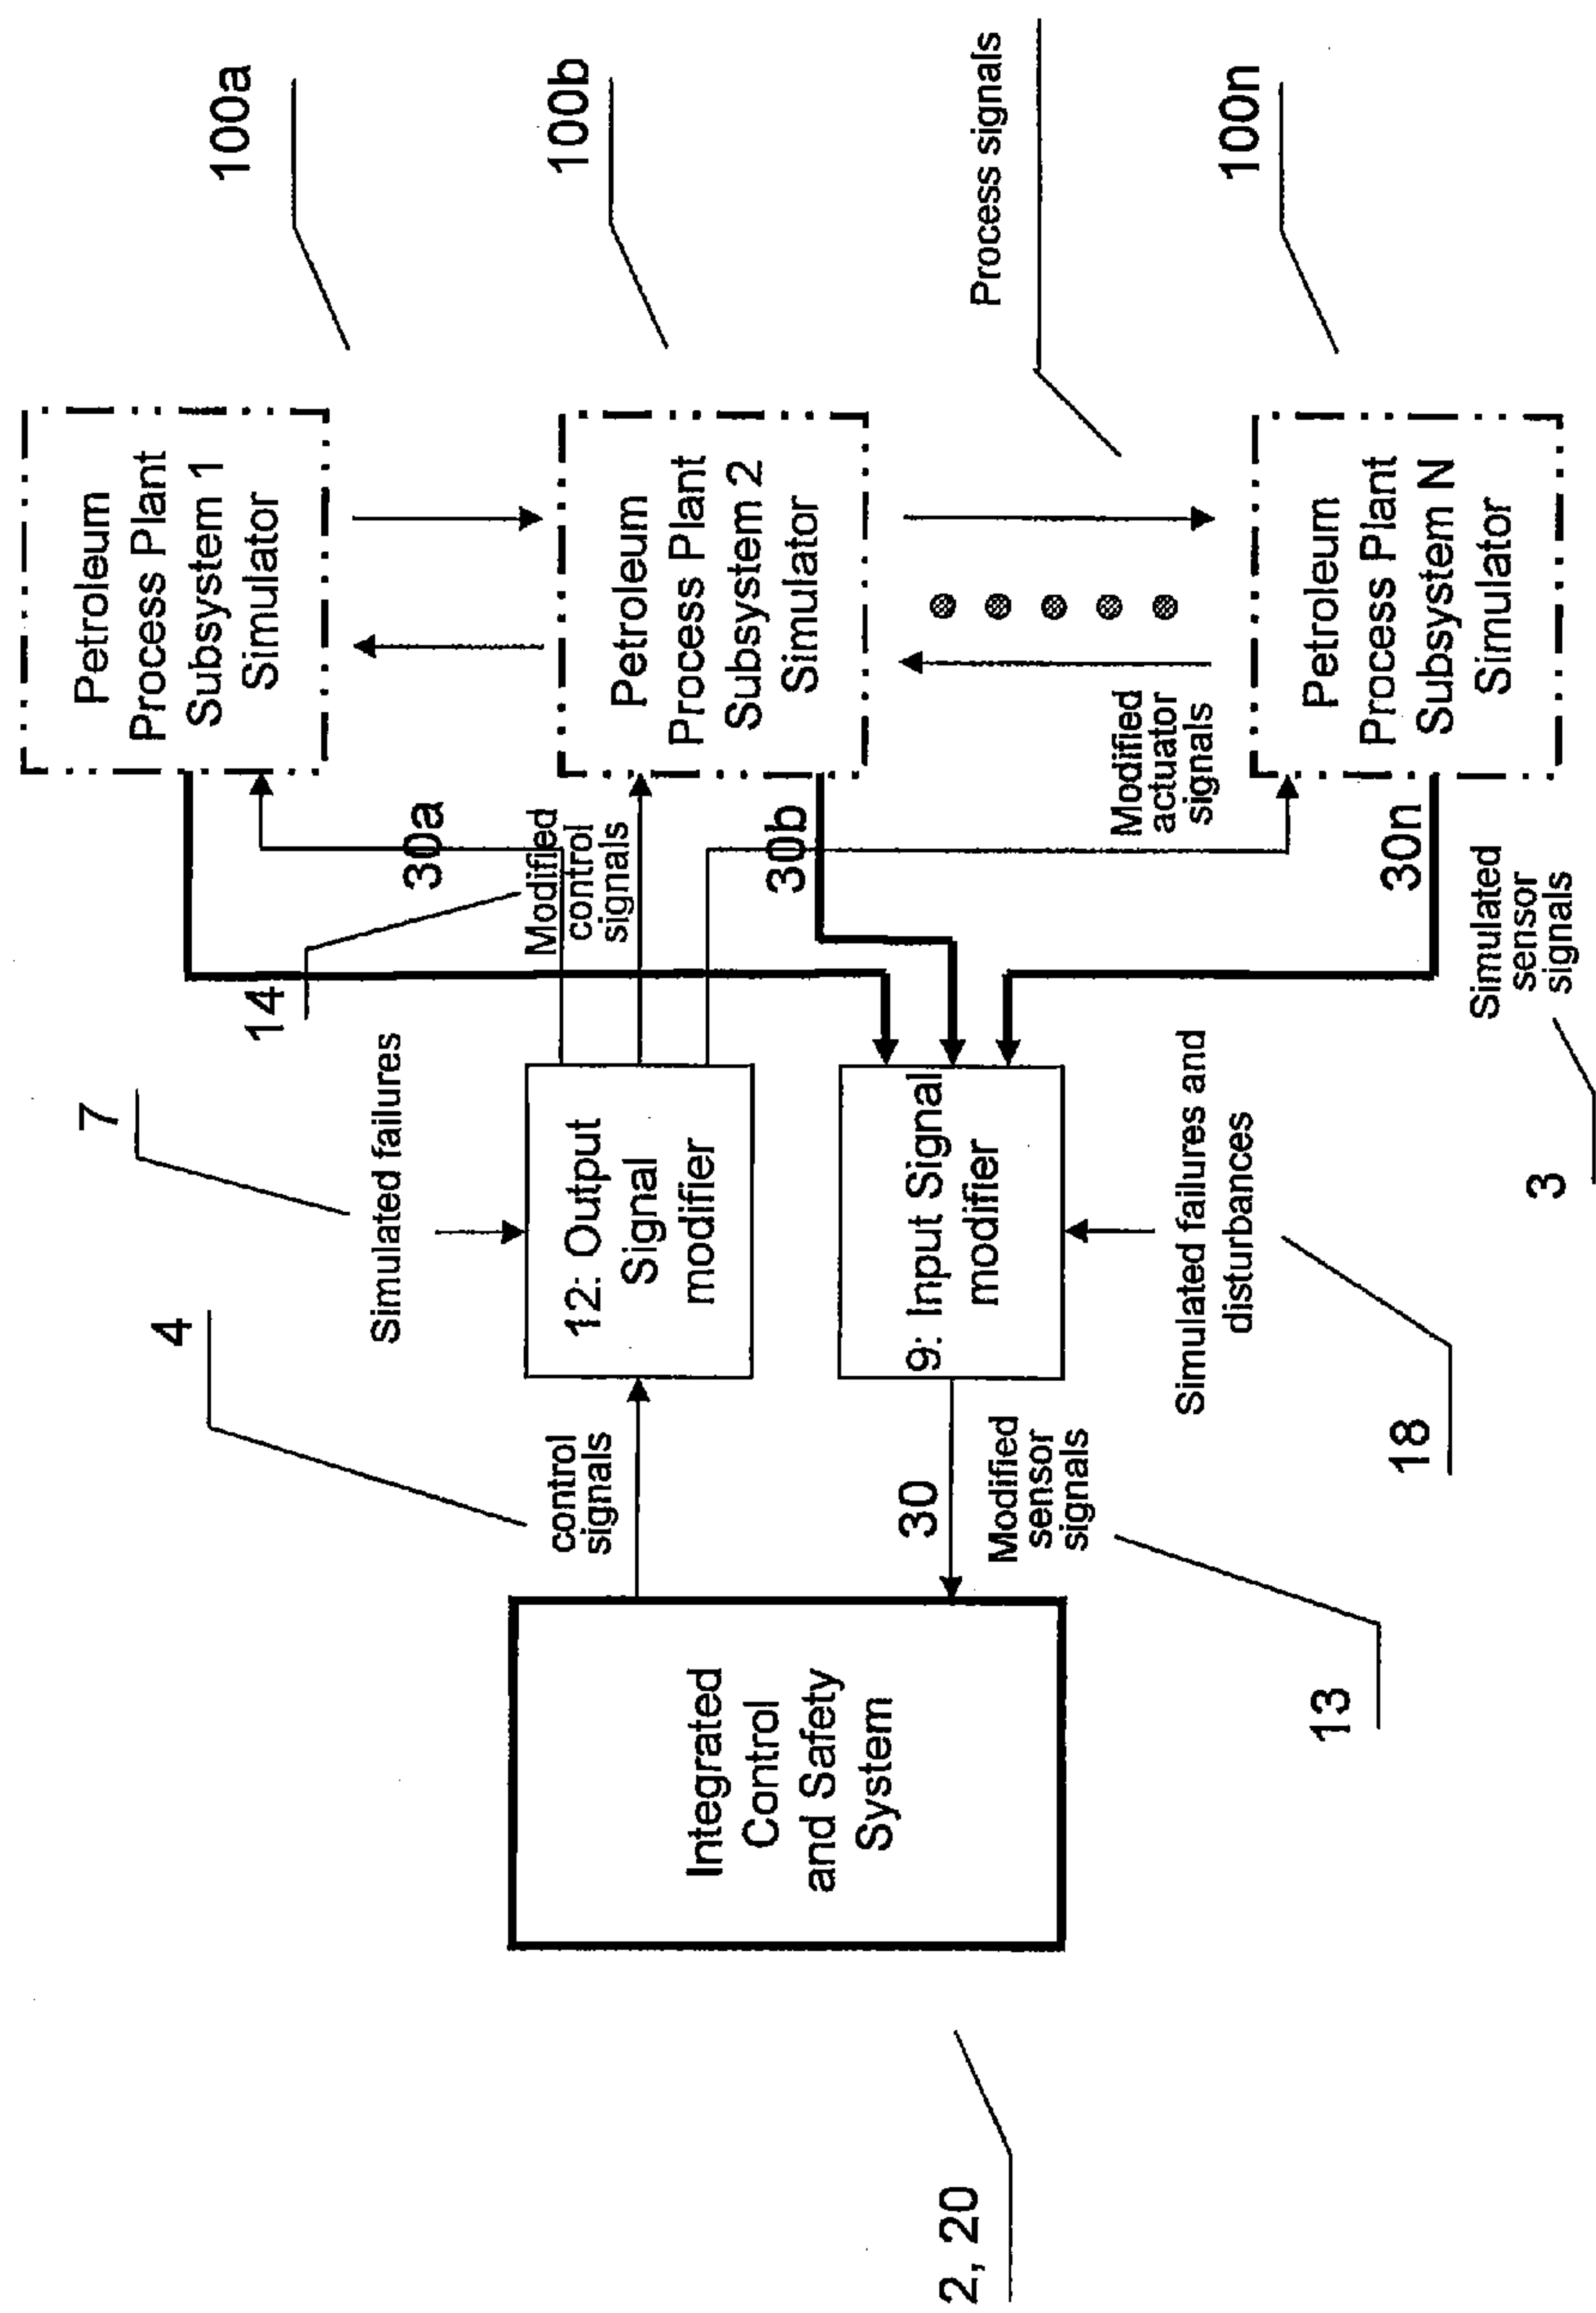 100a
100b
Process signals
100n
Petroleum
Process Plant
Subsystem 1
Simulator
Petroleum
Process Plant
Subsystem 2
Simulator
Petroleum
Process Plant
Subsystem N
Simulator
30a
Modified
control
signals
30b
Modified
actuator
signals
30n
Simulated
sensor
signals
14
7
Simulated failures
12: Output
Signal
modifier
9: Input Signal
modifier
Simulated failures and
disturbances
3
4
control
signals
30
Modified
sensor
signals
18
Integrated
Control
and Safety
System
13
2, 20